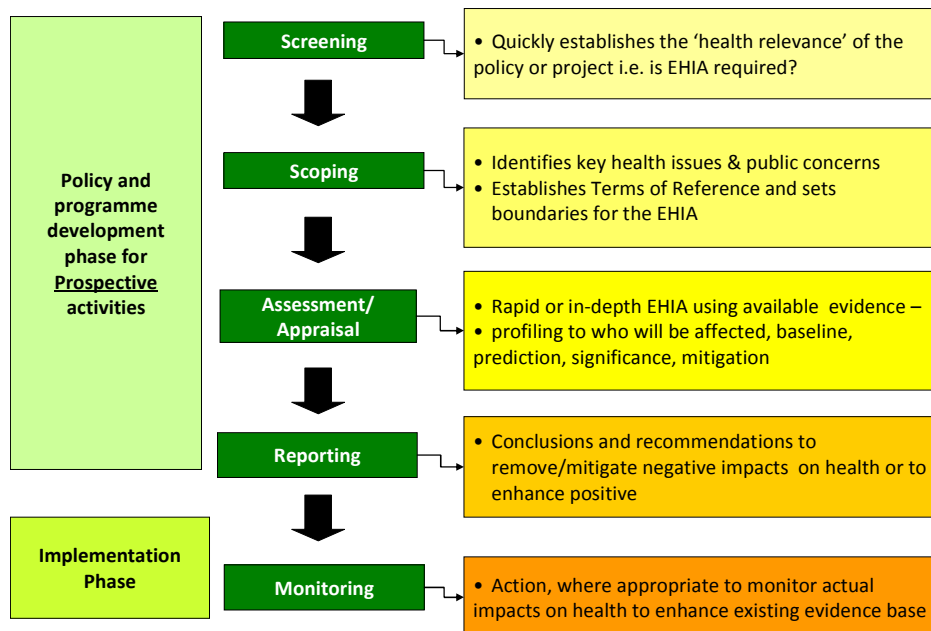 Policy and
programme
development
phase for
Prospective
activities
Screening
• Quickly establishes the ‘health relevance’ of the
policy or project i.e. is EHIA required?
Scoping
• Identifies key health issues & public concerns
• Establishes Terms of Reference and sets
boundaries for the EHIA
Assessment/
Appraisal
• Rapid or in-depth EHIA using available evidence –
• profiling to who will be affected, baseline,
prediction, significance, mitigation
Reporting
• Conclusions and recommendations to
remove/mitigate negative impacts on health or to
enhance positive
Implementation
Phase
Monitoring
• Action, where appropriate to monitor actual
impacts on health to enhance existing evidence base